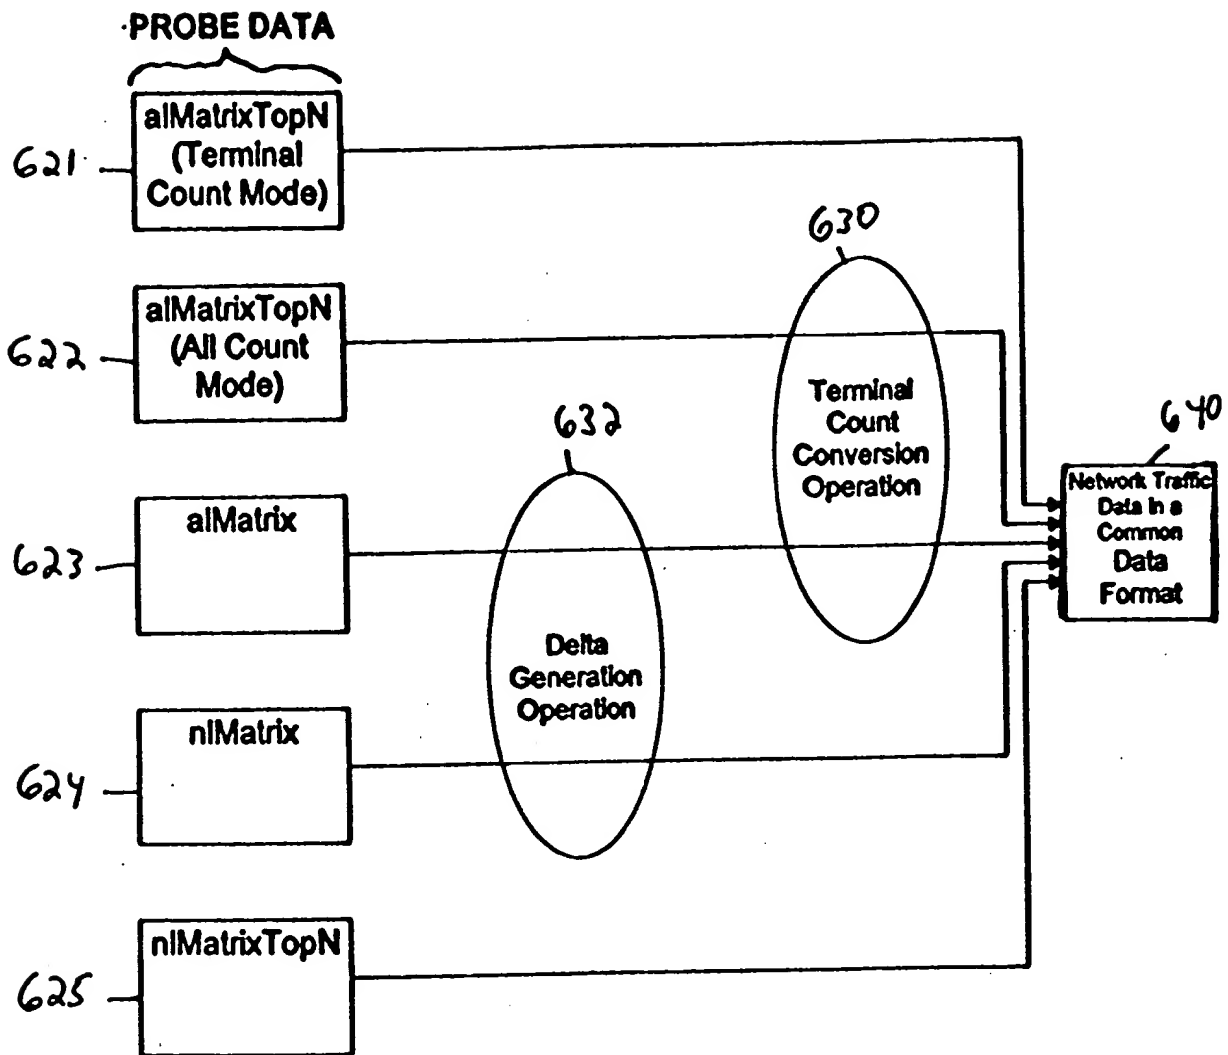 PROBE DATA
621
alMatrixTopN
(Terminal
Count Mode)
622
alMatrixTopN
(All Count
Mode)
623
alMatrix
624
nlMatrix
625
nlMatrixTopN
632
Delta
Generation
Operation
630
Terminal
Count
Conversion
Operation
640
Network Traffic
Data in a
Common
Data
Format